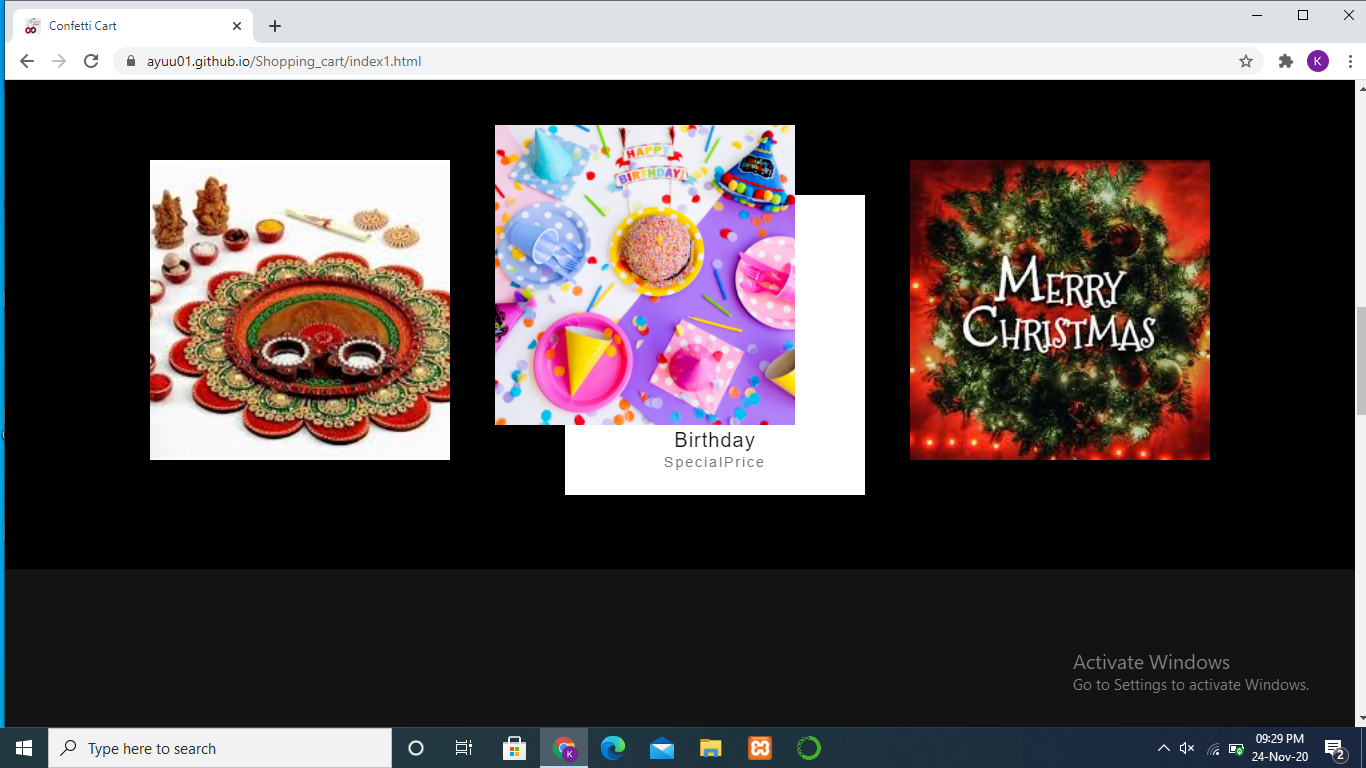 Confetti Cart
ayuu01.github.io/Shopping_cart/index1.html
K
HAPPY
BIRTHDAY!
MERRY
CHRISTMAS
Birthday
SpecialPrice
Activate Windows
Go to Settings to activate Windows.
Type here to search
K
09:29 PM
24-Nov-20
2